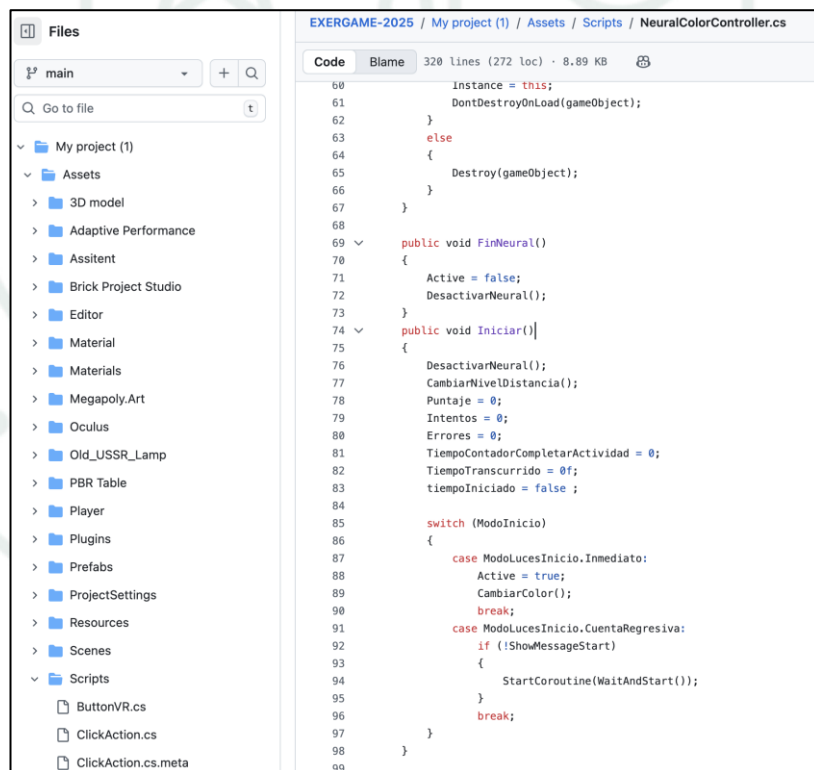 Files
main
Go to file
t
My project (1)
Assets
3D model
Adaptive Performance
Assitent
Brick Project Studio
Editor
Material
Materials
Megapoly.Art
Oculus
Old_USSR_Lamp
PBR Table
Player
Plugins
Prefabs
ProjectSettings
Resources
Scenes
Scripts
ButtonVR.cs
ClickAction.cs
ClickAction.cs.meta
EXERGAME-2025 / My project (1) / Assets / Scripts / NeuralColorController.cs
Code Blame 320 lines (272 loc) · 8.89 KB
60 Instance = this;
61 DontDestroyOnLoad(gameObject);
62 }
63 else
64 {
65 Destroy(gameObject);
66 }
67 }
68
69 public void FinNeural()
70 {
71 Active = false;
72 DesactivarNeural();
73 }
74 public void Iniciar()
75 {
76 DesactivarNeural();
77 CambiarNivelDistancia();
78 Puntaje = 0;
79 Intentos = 0;
80 Errores = 0;
81 TiempoContadorCompletarActividad = 0;
82 TiempoTranscurrido = 0f;
83 tiempoIniciado = false ;
84
85 switch (ModoInicio)
86 {
87 case ModoLucesInicio.Inmediato:
88 Active = true;
89 CambiarColor();
90 break;
91 case ModoLucesInicio.CuentaRegresiva:
92 if (!ShowMessageStart)
93 {
94 StartCoroutine(WaitAndStart());
95 }
96 break;
97 }
98 }
99